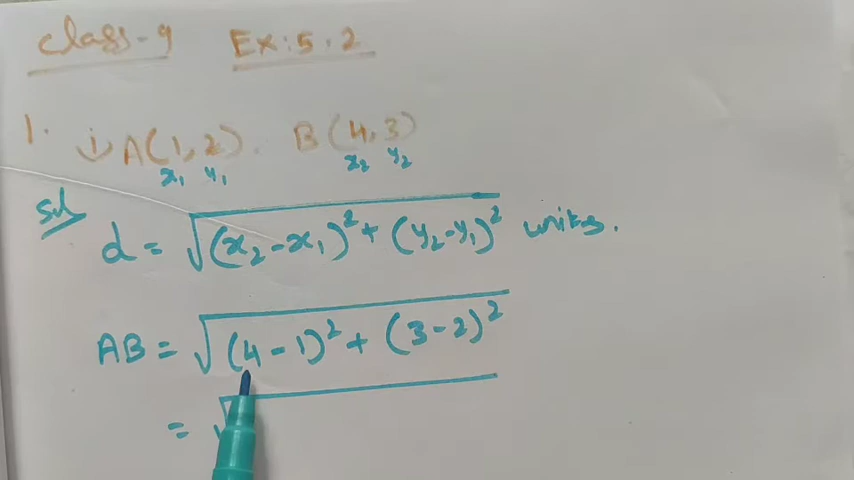 Class-9 Ex:5.2
1. i) A(1,2). B(4,3)
x₁ y₁ x₂ y₂
Sol
d = √(x₂-x₁)² + (y₂-y₁)² units.
AB = √(4-1)² + (3-2)²
= √